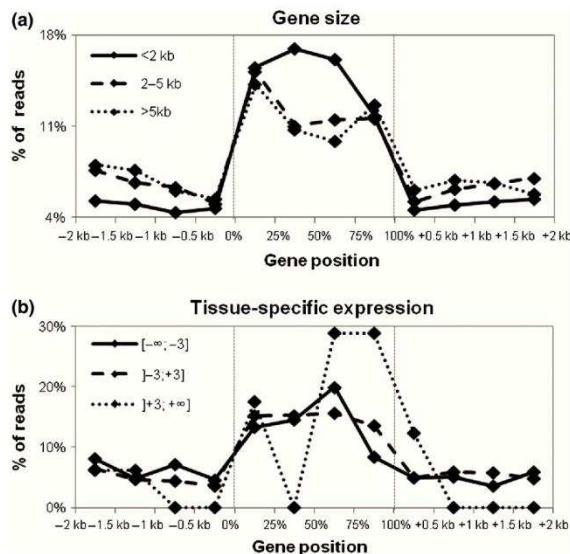 (a) Gene size
18%
<2 kb
2–5 kb
>5kb
11%
4%
% of reads
−2 kb −1.5 kb −1 kb −0.5 kb 0% 25% 50% 75% 100% +0.5 kb +1 kb +1.5 kb +2 kb
Gene position
(b) Tissue-specific expression
30%
[−∞; −3]
]−3;+3]
]+3; +∞]
20%
10%
0%
% of reads
−2 kb −1.5 kb −1 kb −0.5 kb 0% 25% 50% 75% 100% +0.5 kb +1 kb +1.5 kb +2 kb
Gene position